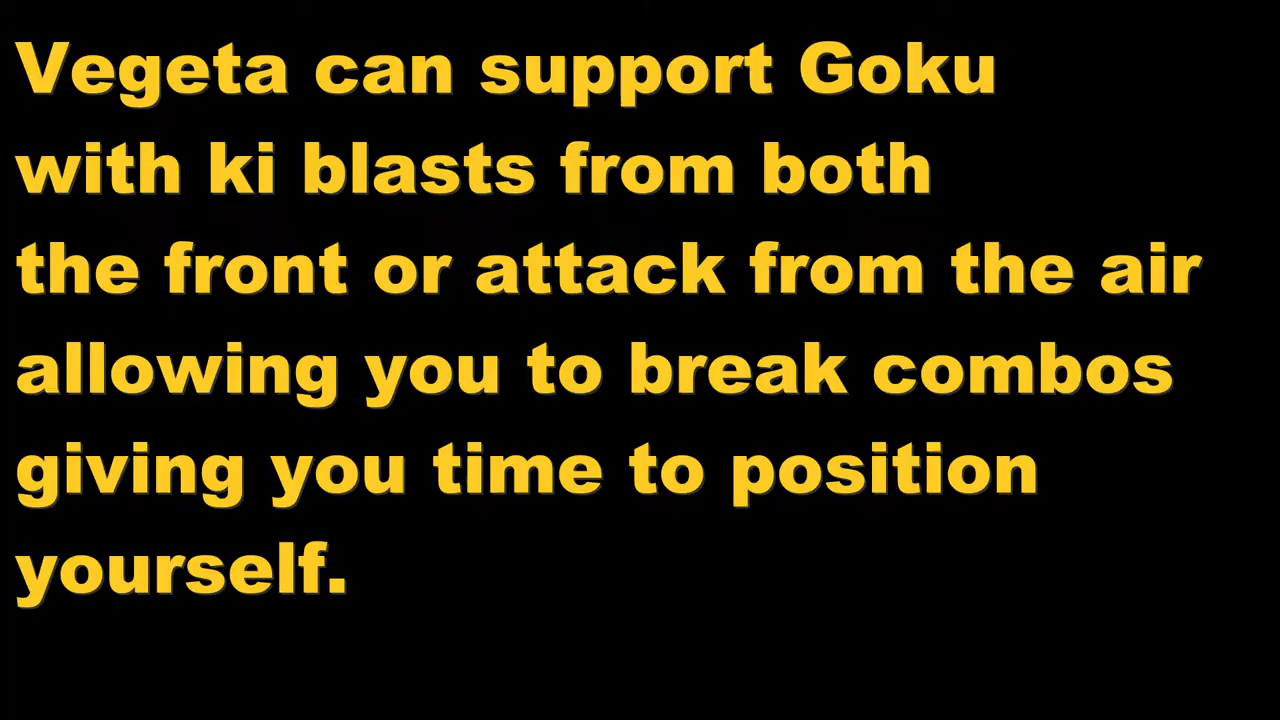 Vegeta can support Goku
with ki blasts from both
the front or attack from the air
allowing you to break combos
giving you time to position
yourself.